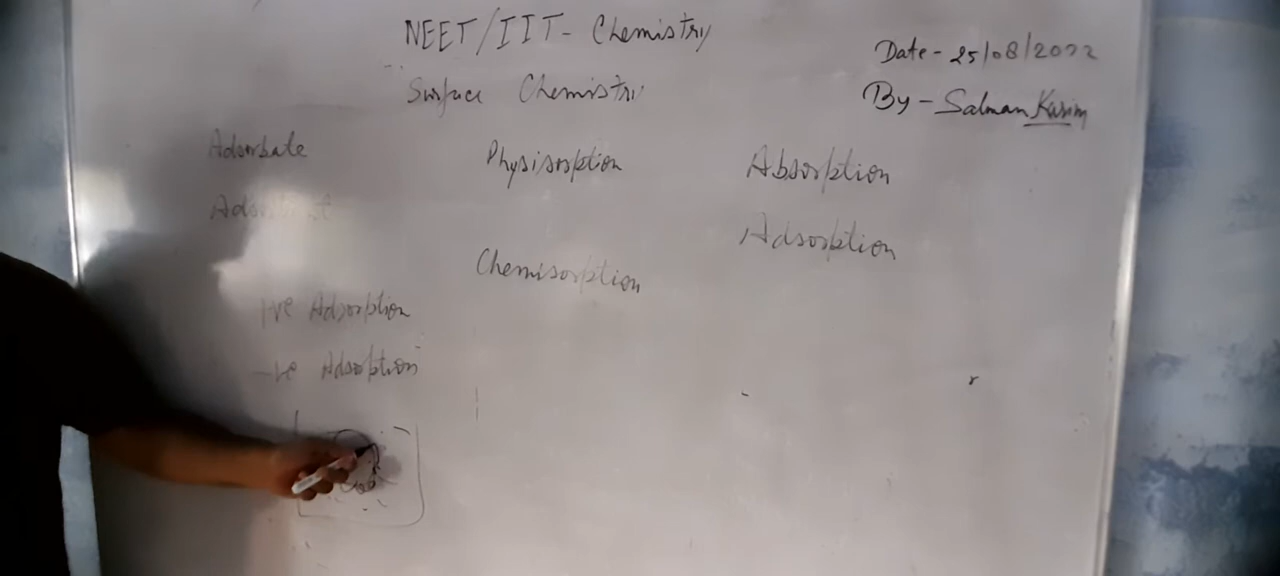 NEET/IIT- Chemistry
Date - 25/08/2022
Surface Chemistry
By - Salman Karim
Adsorbate
Physisorption
Absorption
Adsorption
Chemisorption
+ve Adsorption
-ve Adsorption